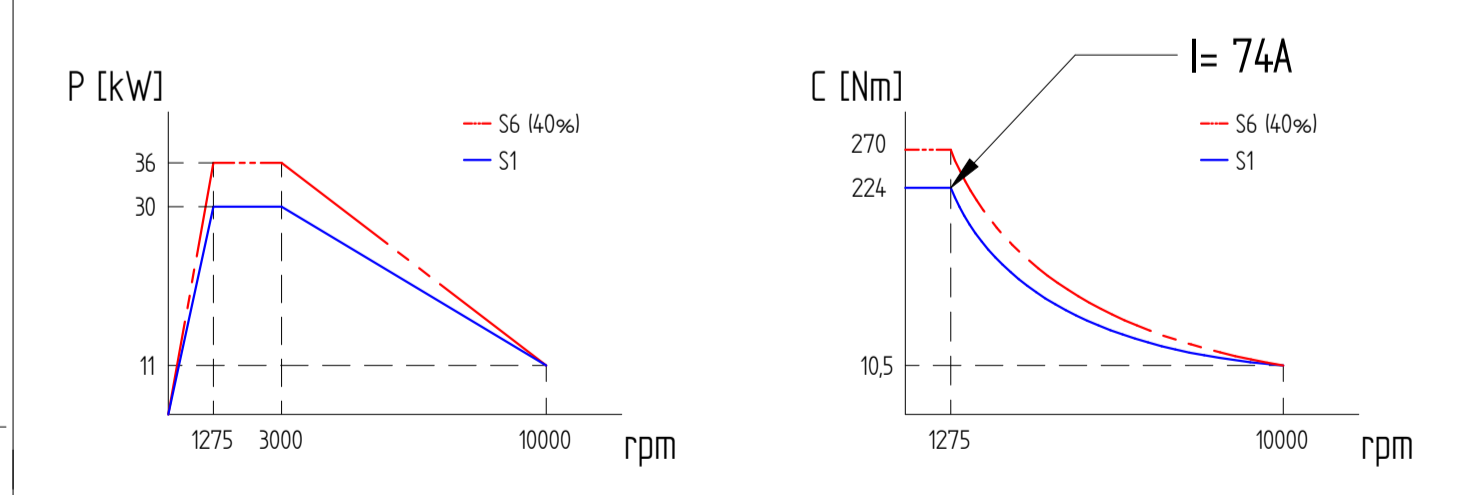 P [kW]
S6 (40%)
S1
36
30
11
1275 3000 10000 rpm
I= 74A
C [Nm]
S6 (40%)
S1
270
224
10,5
1275 10000 rpm